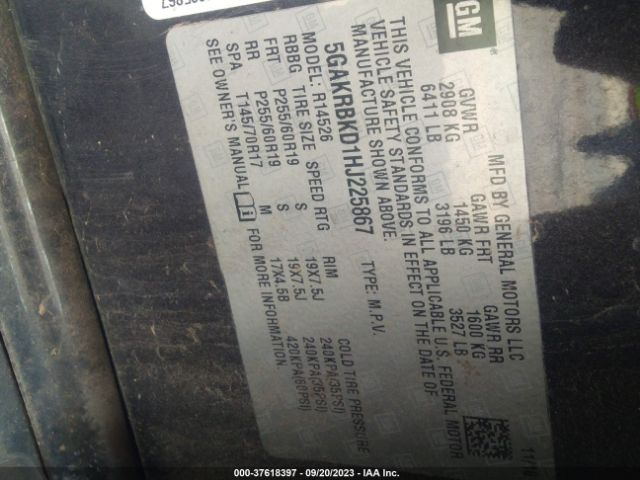 GM
MFD BY GENERAL MOTORS LLC
GVWR GAWR FRT GAWR RR
2908 KG 1450 KG 1600 KG
6411 LB 3196 LB 3527 LB
THIS VEHICLE CONFORMS TO ALL APPLICABLE U.S. FEDERAL MOTOR
VEHICLE SAFETY STANDARDS IN EFFECT ON THE DATE OF
MANUFACTURE SHOWN ABOVE.
5GAKRBKD1HJ225867 TYPE: M.P.V.
MODEL: R14526
RBBG TIRE SIZE SPEED RTG RIM COLD TIRE PRESSURE
FRT P255/60R19 S 19X7.5J 240KPA(35PSI)
RR P255/60R19 S 19X7.5J 240KPA(35PSI)
SPA T145/70R17 M 17X4.5B 420KPA(60PSI)
SEE OWNER'S MANUAL i FOR MORE INFORMATION.
000-37618397 - 09/20/2023 - IAA Inc.